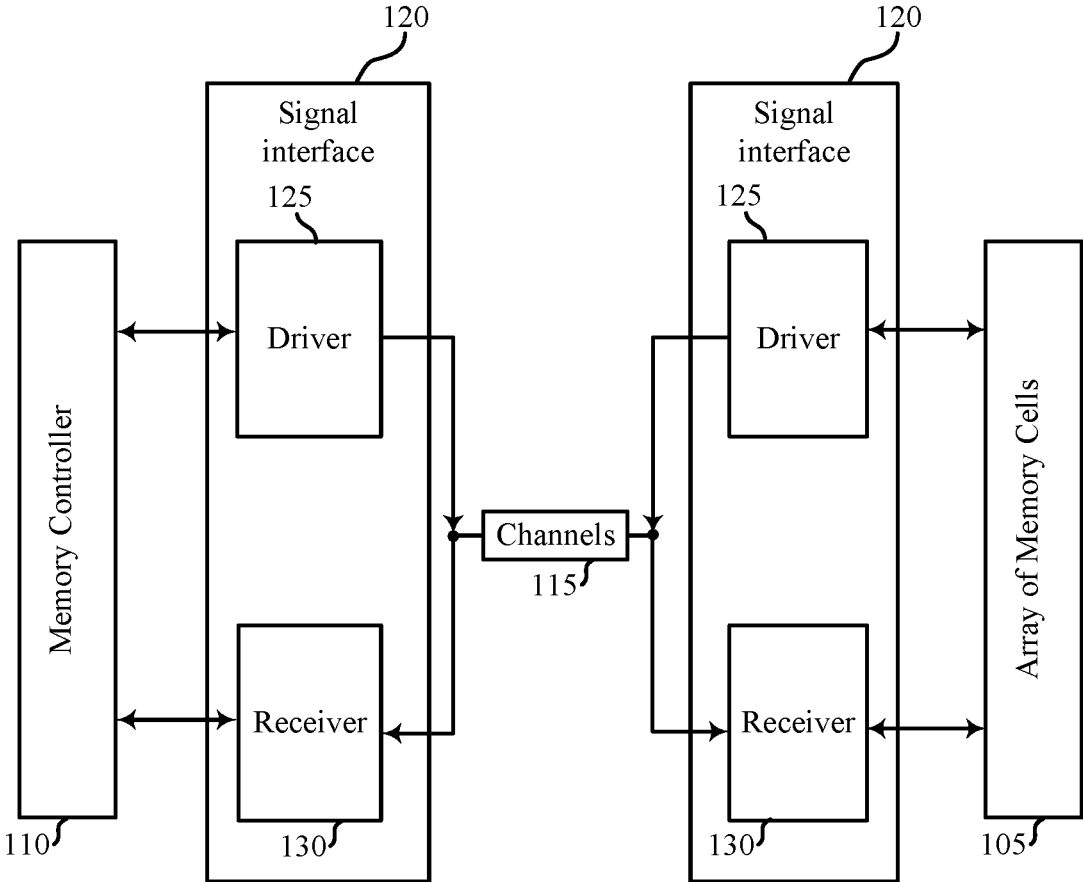 120
120
Signal
interface
Signal
interface
125
125
Driver
Driver
Memory Controller
Array of Memory Cells
Channels
115
Receiver
Receiver
110
130
130
105